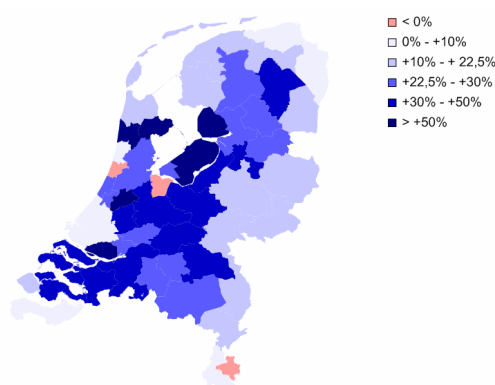 < 0%
0% - +10%
+10% - + 22,5%
+22,5% - +30%
+30% - +50%
> +50%